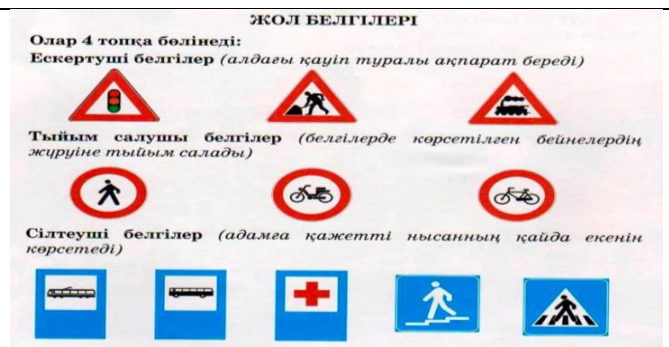 ЖОЛ БЕЛГІЛЕРІ
Олар 4 топқа бөлінеді:
Ескертуші белгілер (алдағы қауіп туралы ақпарат береді)
Тыйым салушы белгілер (белгілерде көрсетілген бейнелердің
жүруіне тыйым салады)
Сілтеуші белгілер (адамға қажетті нысанның қайда екенін
көрсетеді)